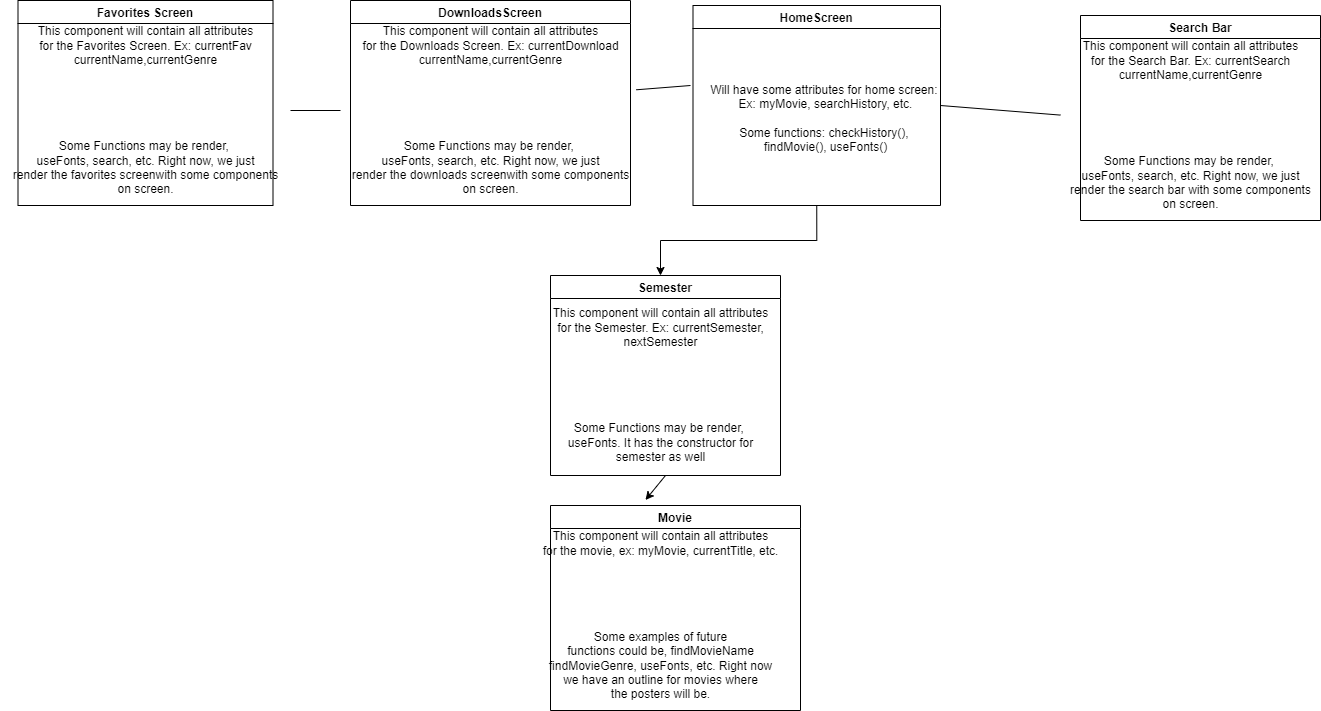 Favorites Screen
This component will contain all attributes
for the Favorites Screen. Ex: currentFav
currentName,currentGenre
Some Functions may be render,
useFonts, search, etc. Right now, we just
render the favorites screenwith some components
on screen.
DownloadsScreen
This component will contain all attributes
for the Downloads Screen. Ex: currentDownload
currentName,currentGenre
Some Functions may be render,
useFonts, search, etc. Right now, we just
render the downloads screenwith some components
on screen.
HomeScreen
Will have some attributes for home screen:
Ex: myMovie, searchHistory, etc.
Some functions: checkHistory(),
findMovie(), useFonts()
Search Bar
This component will contain all attributes
for the Search Bar. Ex: currentSearch
currentName,currentGenre
Some Functions may be render,
useFonts, search, etc. Right now, we just
render the search bar with some components
on screen.
Semester
This component will contain all attributes
for the Semester. Ex: currentSemester,
nextSemester
Some Functions may be render,
useFonts. It has the constructor for
semester as well
Movie
This component will contain all attributes
for the movie, ex: myMovie, currentTitle, etc.
Some examples of future
functions could be, findMovieName
findMovieGenre, useFonts, etc. Right now
we have an outline for movies where
the posters will be.